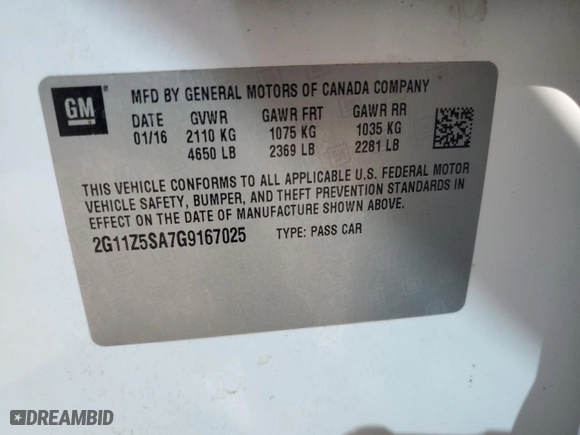 GM
MFD BY GENERAL MOTORS OF CANADA COMPANY
DATE GVWR GAWR FRT GAWR RR
01/16 2110 KG 1075 KG 1035 KG
4650 LB 2369 LB 2281 LB
THIS VEHICLE CONFORMS TO ALL APPLICABLE U.S. FEDERAL MOTOR
VEHICLE SAFETY, BUMPER, AND THEFT PREVENTION STANDARDS IN
EFFECT ON THE DATE OF MANUFACTURE SHOWN ABOVE.
2G11Z5SA7G9167025 TYPE: PASS CAR
DREAMBID